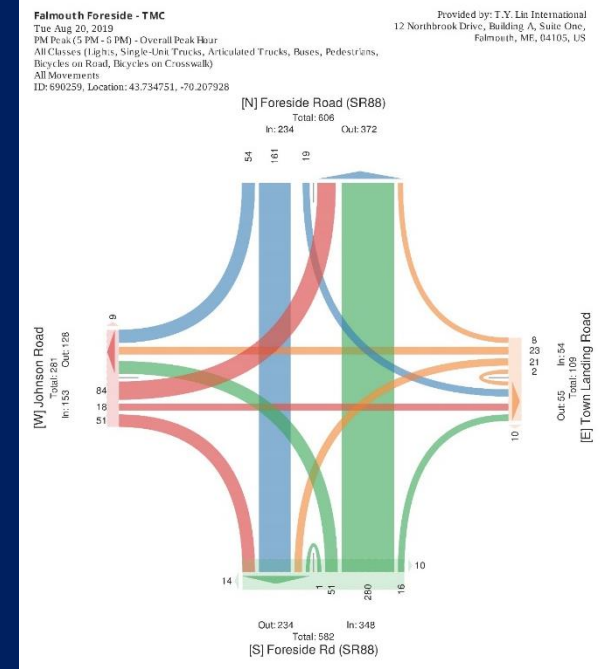 Falmouth Foreside - TMC
Tue Aug 20, 2019
PM Peak (5 PM - 6 PM) - Overall Peak Hour
All Classes (Lights, Single-Unit Trucks, Articulated Trucks, Buses, Pedestrians,
Bicycles on Road, Bicycles on Crosswalk)
All Movements
ID: 690259, Location: 43.734751, -70.207928
Provided by: T.Y. Lin International
12 Northbrook Drive, Building A, Suite One,
Falmouth, ME, 04105, US
[N] Foreside Road (SR88)
Total: 606
In: 234 Out: 372
54 161 19
[W] Johnson Road
Total: 281
In: 153 Out: 128
9
84
18
51
8
23
21
2
10
Out: 55 In: 54
Total: 109
[E] Town Landing Road
14
1 51 280 16
10
Out: 234 In: 348
Total: 582
[S] Foreside Rd (SR88)